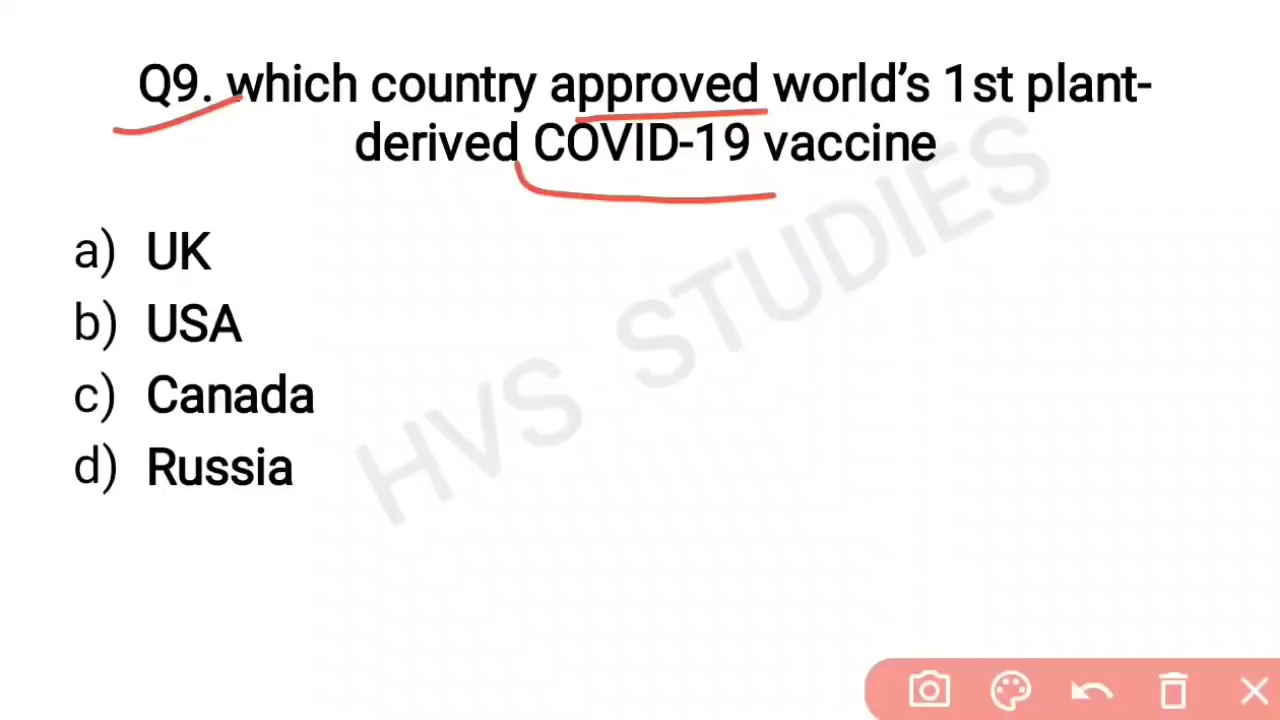 Q9. which country approved world's 1st plant-
derived COVID-19 vaccine
a) UK
b) USA
c) Canada
d) Russia
HVS STUDIES